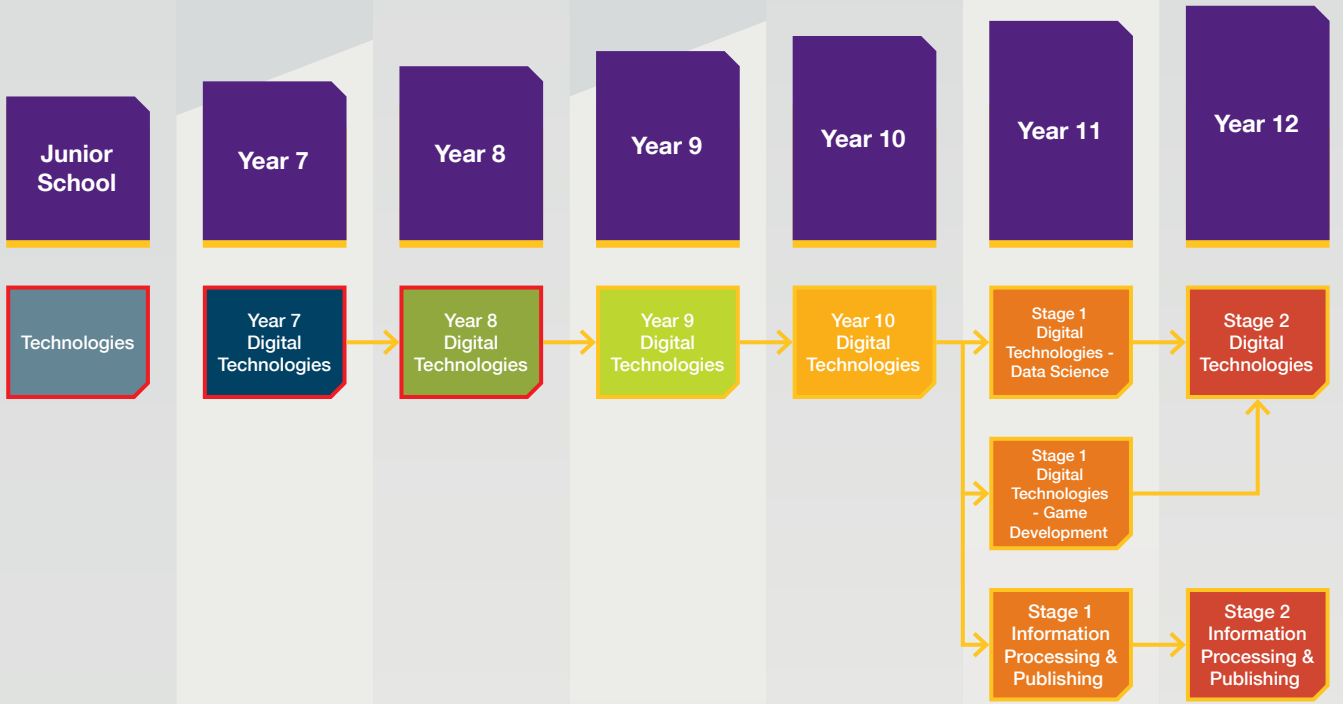 Junior
School
Year 7
Year 8
Year 9
Year 10
Year 11
Year 12
Technologies
Year 7
Digital
Technologies
Year 8
Digital
Technologies
Year 9
Digital
Technologies
Year 10
Digital
Technologies
Stage 1
Digital
Technologies -
Data Science
Stage 2
Digital
Technologies
Stage 1
Digital
Technologies
- Game
Development
Stage 1
Information
Processing &
Publishing
Stage 2
Information
Processing &
Publishing